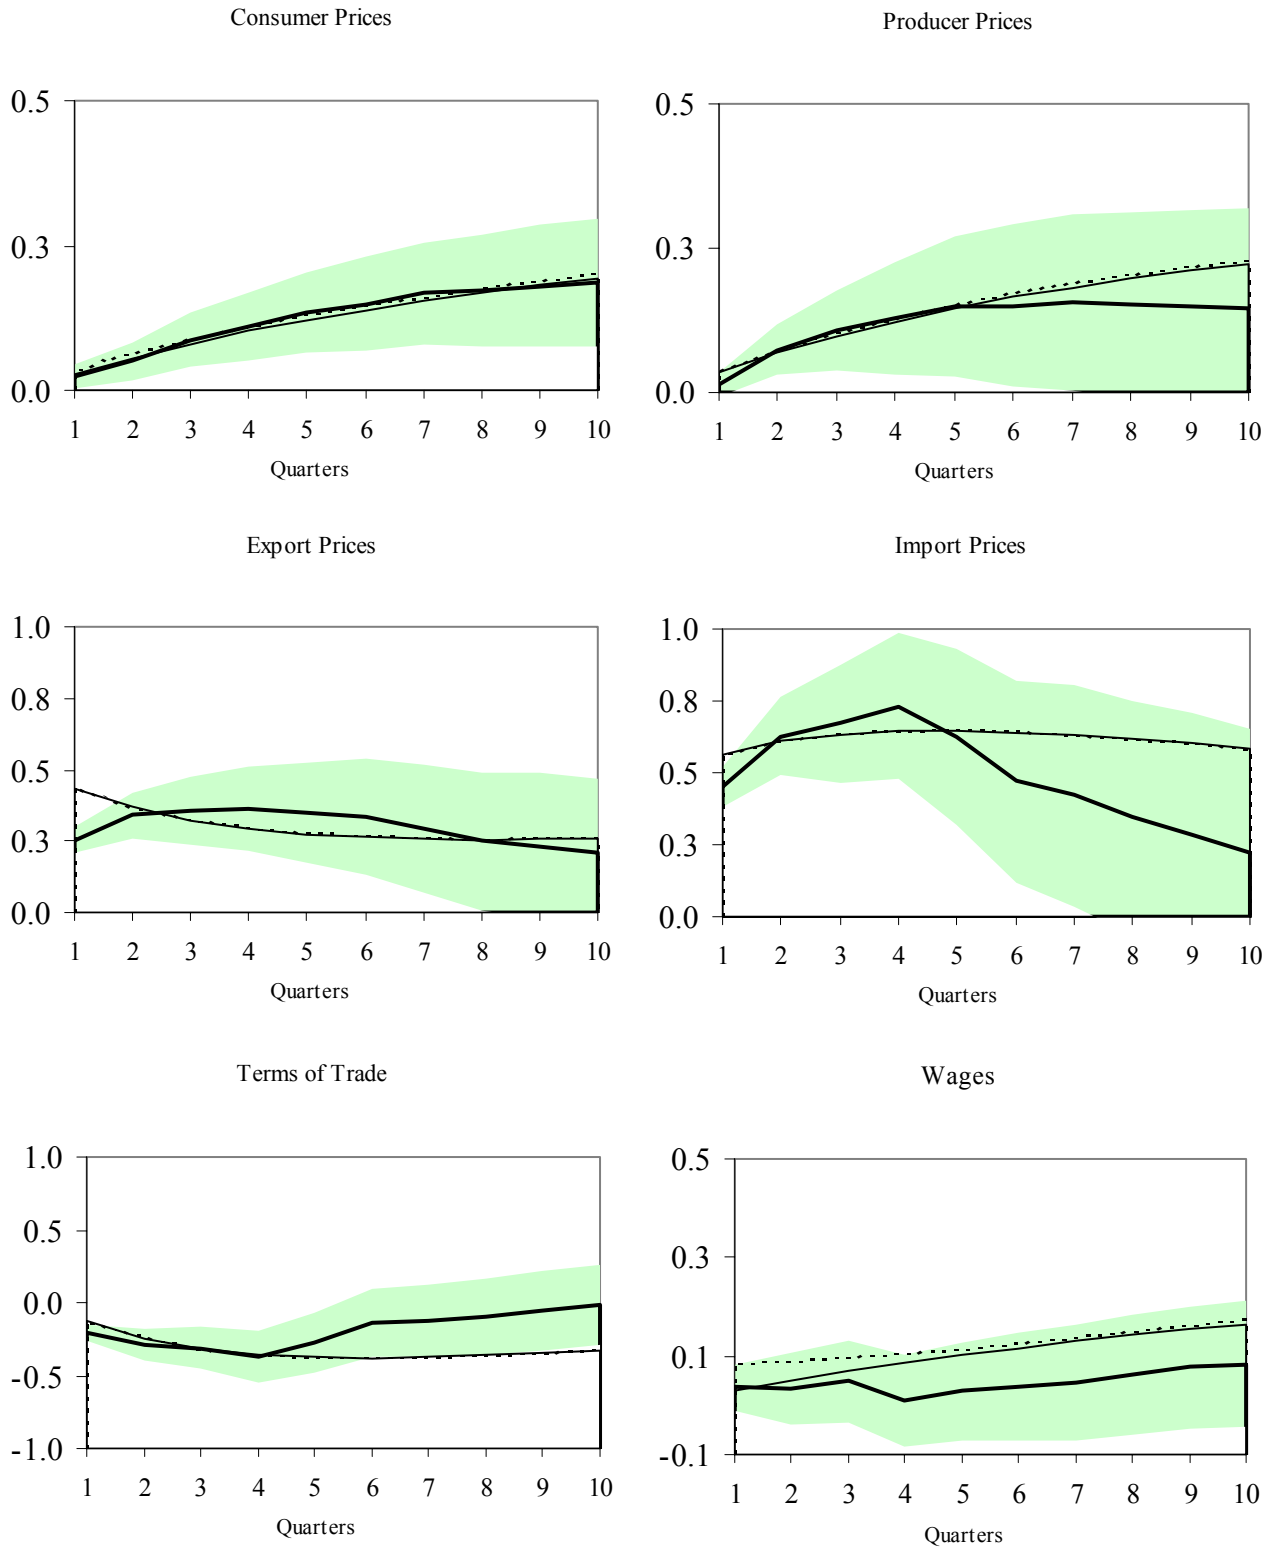 Consumer Prices
0.5
0.3
0.0
1 2 3 4 5 6 7 8 9 10
Quarters
Producer Prices
0.5
0.3
0.0
1 2 3 4 5 6 7 8 9 10
Quarters
Export Prices
1.0
0.8
0.5
0.3
0.0
1 2 3 4 5 6 7 8 9 10
Quarters
Import Prices
1.0
0.8
0.5
0.3
0.0
1 2 3 4 5 6 7 8 9 10
Quarters
Terms of Trade
1.0
0.5
0.0
-0.5
-1.0
1 2 3 4 5 6 7 8 9 10
Quarters
Wages
0.5
0.3
0.1
-0.1
1 2 3 4 5 6 7 8 9 10
Quarters